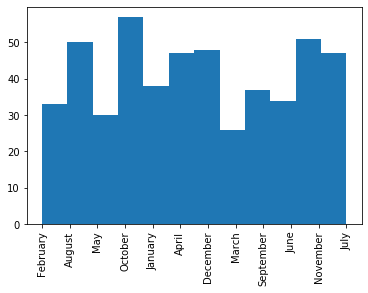 50
40
30
20
10
0
February
August
May
October
January
April
December
March
September
June
November
July